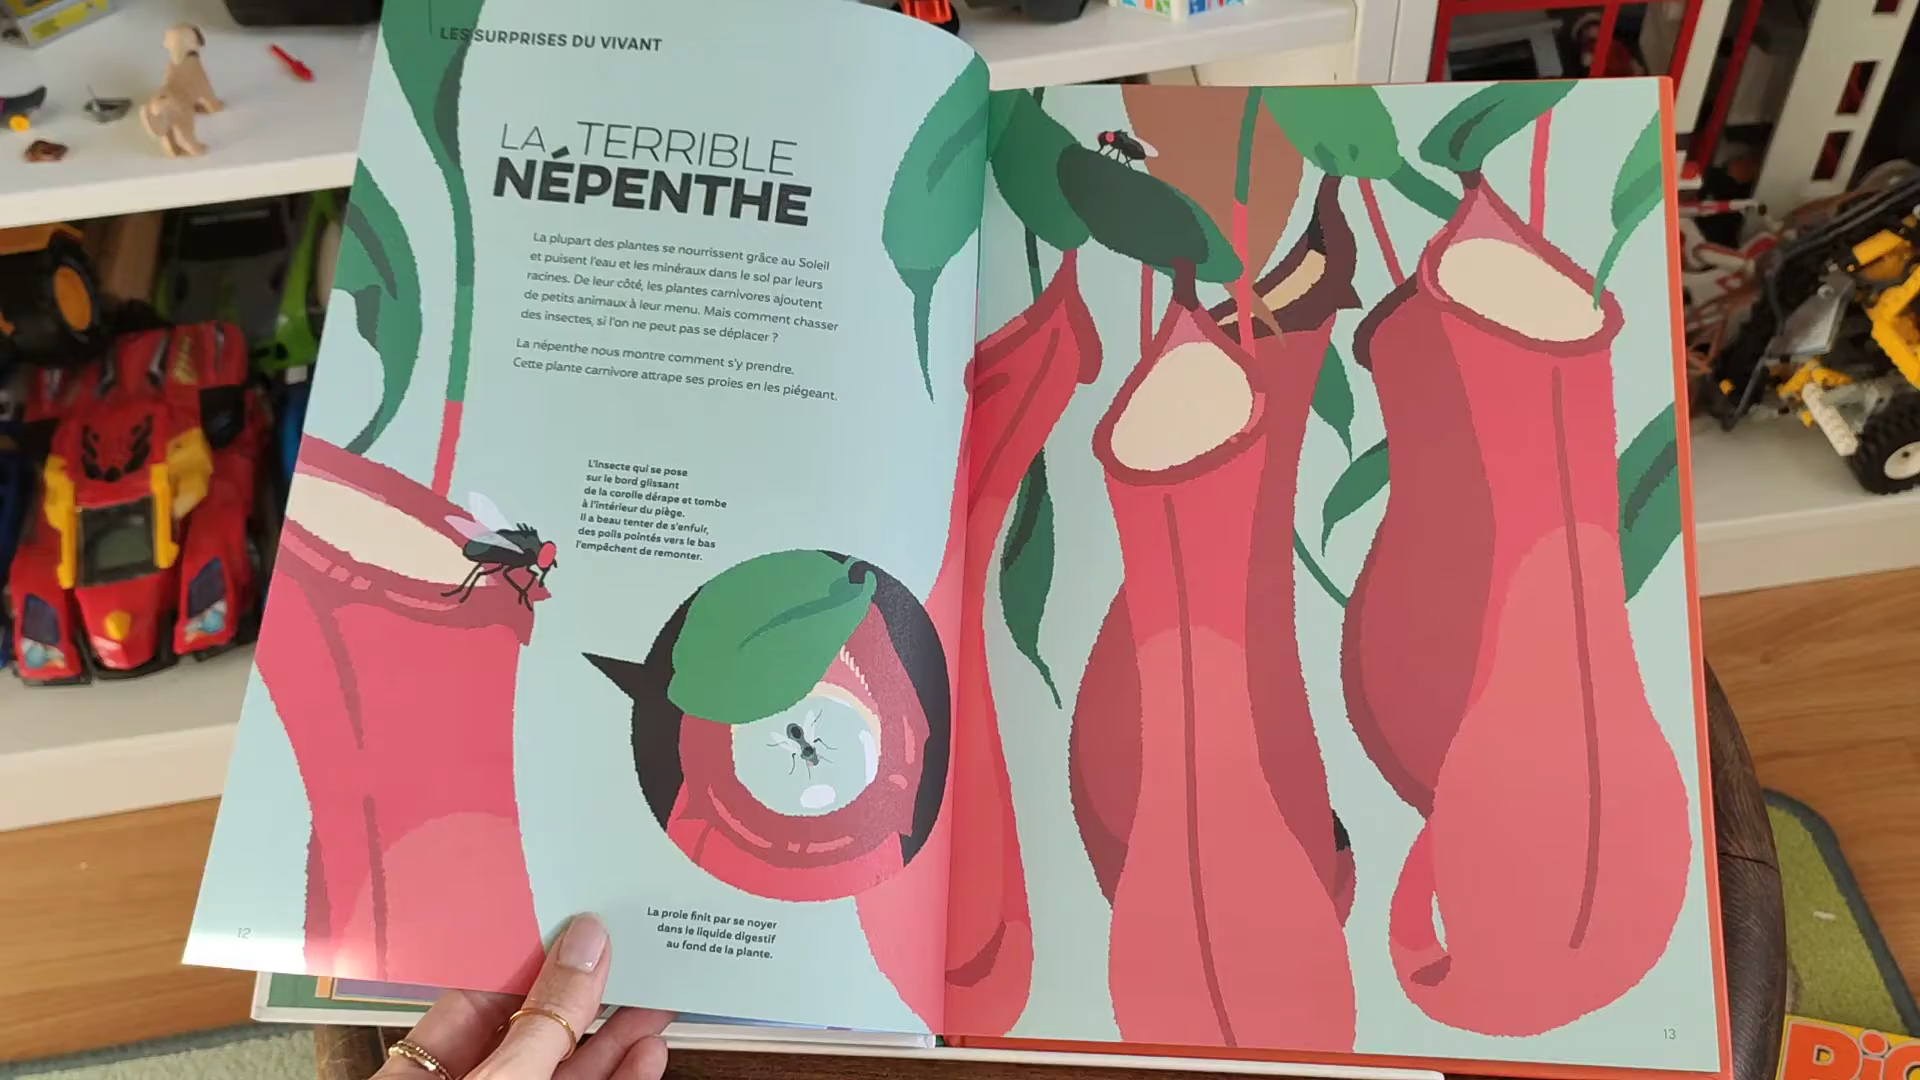 LES SURPRISES DU VIVANT
LA TERRIBLE
NÉPENTHE
La plupart des plantes se nourrissent grâce au Soleil
et puisent l'eau et les minéraux dans le sol par leurs
racines. De leur côté, les plantes carnivores ajoutent
de petits animaux à leur menu. Mais comment chasser
des insectes, si l'on ne peut pas se déplacer ?
La népenthe nous montre comment s'y prendre.
Cette plante carnivore attrape ses proies en les piégeant.
L'insecte qui se pose
sur le bord glissant
de la corolle dérape et tombe
à l'intérieur du piège.
Il a beau tenter de s'enfuir,
des poils pointés vers le bas
l'empêchent de remonter.
La proie finit par se noyer
dans le liquide digestif
au fond de la plante.
12
13